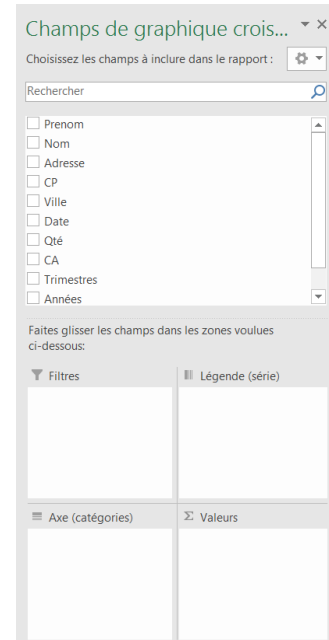 Champs de graphique crois...
Choisissez les champs à inclure dans le rapport :
Rechercher
Prenom
Nom
Adresse
CP
Ville
Date
Qté
CA
Trimestres
Années
Faites glisser les champs dans les zones voulues
ci-dessous:
Filtres
Légende (série)
Axe (catégories)
Σ Valeurs